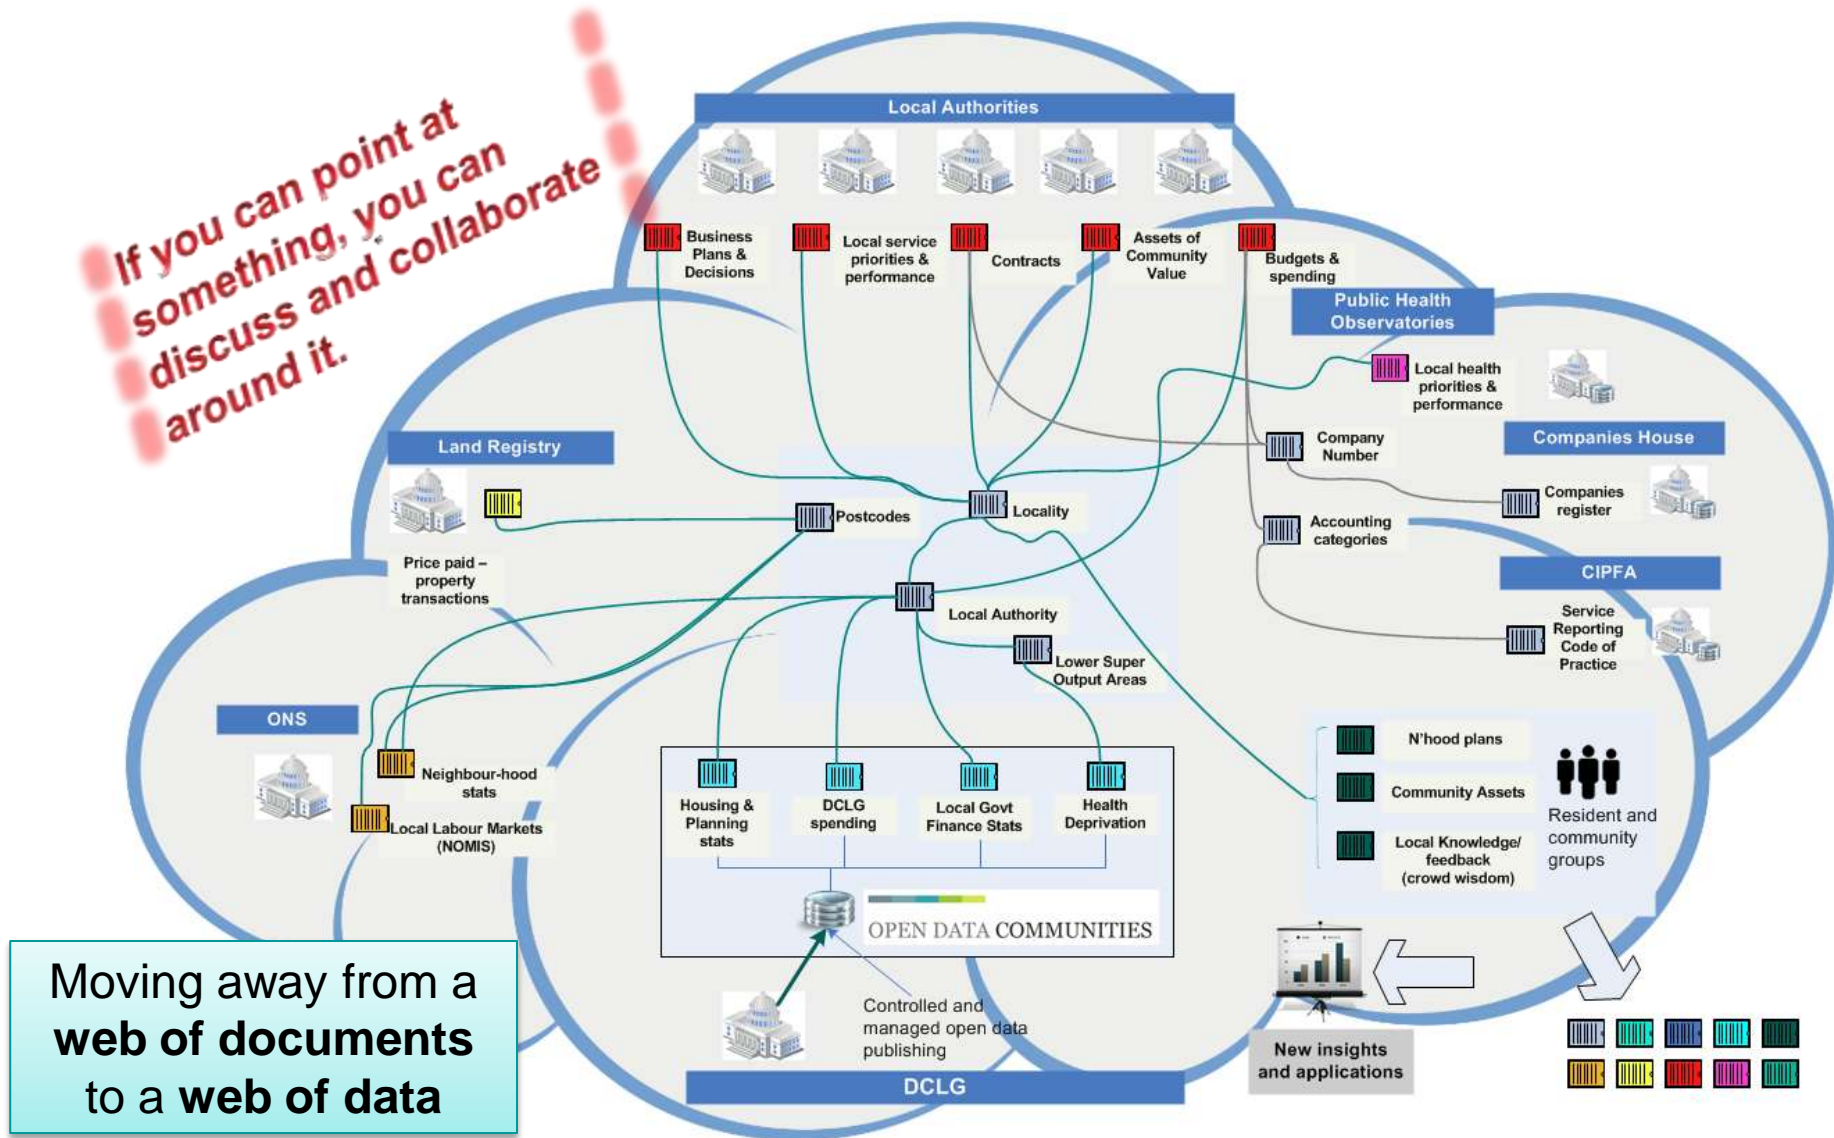 If you can point at
something, you can
discuss and collaborate
around it.
Local Authorities
Business
Plans &
Decisions
Local service
priorities &
performance
Contracts
Assets of
Community
Value
Budgets &
spending
Public Health
Observatories
Local health
priorities &
performance
Land Registry
Price paid –
property
transactions
Postcodes
Locality
Company
Number
Companies House
Companies
register
Accounting
categories
CIPFA
Service
Reporting
Code of
Practice
Local Authority
Lower Super
Output Areas
ONS
Neighbour-hood
stats
Local Labour Markets
(NOMIS)
Housing &
Planning
stats
DCLG
spending
Local Govt
Finance Stats
Health
Deprivation
OPEN DATA COMMUNITIES
N'hood plans
Community Assets
Local Knowledge/
feedback
(crowd wisdom)
Resident and
community
groups
Controlled and
managed open data
publishing
DCLG
New insights
and applications
Moving away from a
web of documents
to a web of data